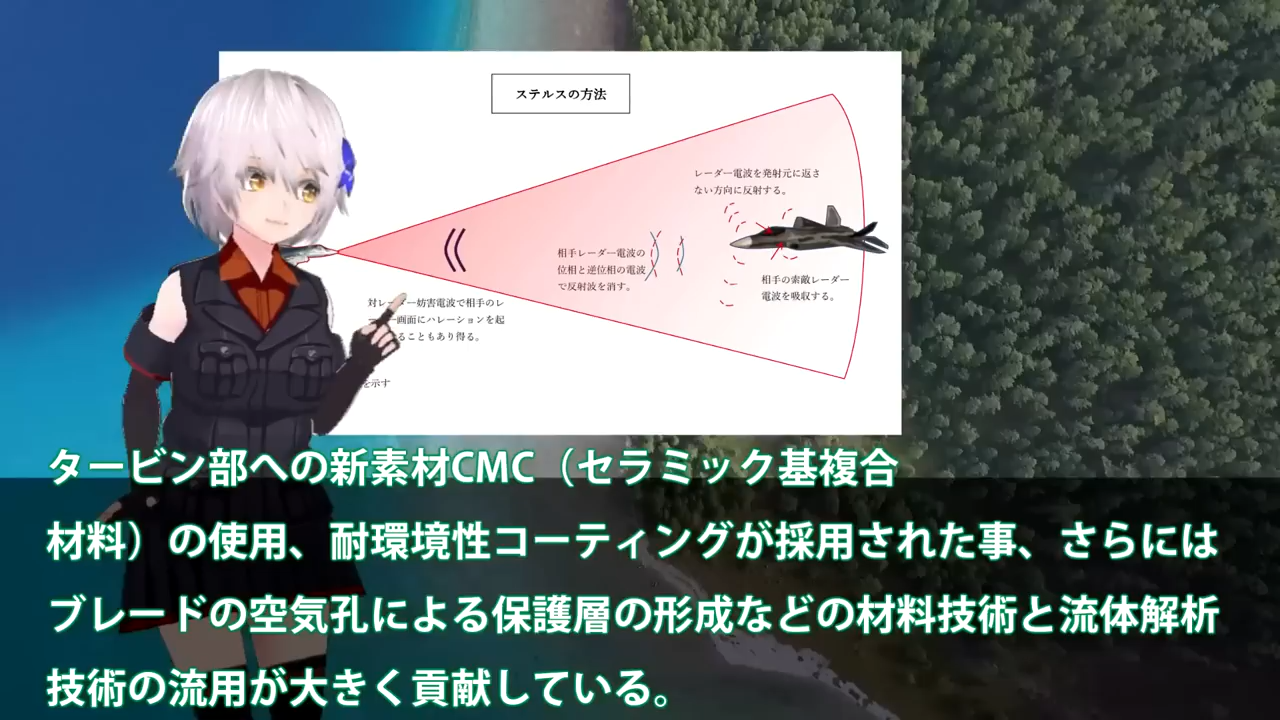 ステルスの方法
レーダー電波を発射元に返さ
ない方向に反射する。
相手レーダー電波の
位相と逆位相の電波
で反射波を消す。
相手の索敵レーダー
電波を吸収する。
対レーダー妨害電波で相手のレ
ー画面にハレーションを起
ることもあり得る。
を示す
タービン部への新素材CMC（セラミック基複合
材料）の使用、耐環境性コーティングが採用された事、さらには
ブレードの空気孔による保護層の形成などの材料技術と流体解析
技術の流用が大きく貢献している。